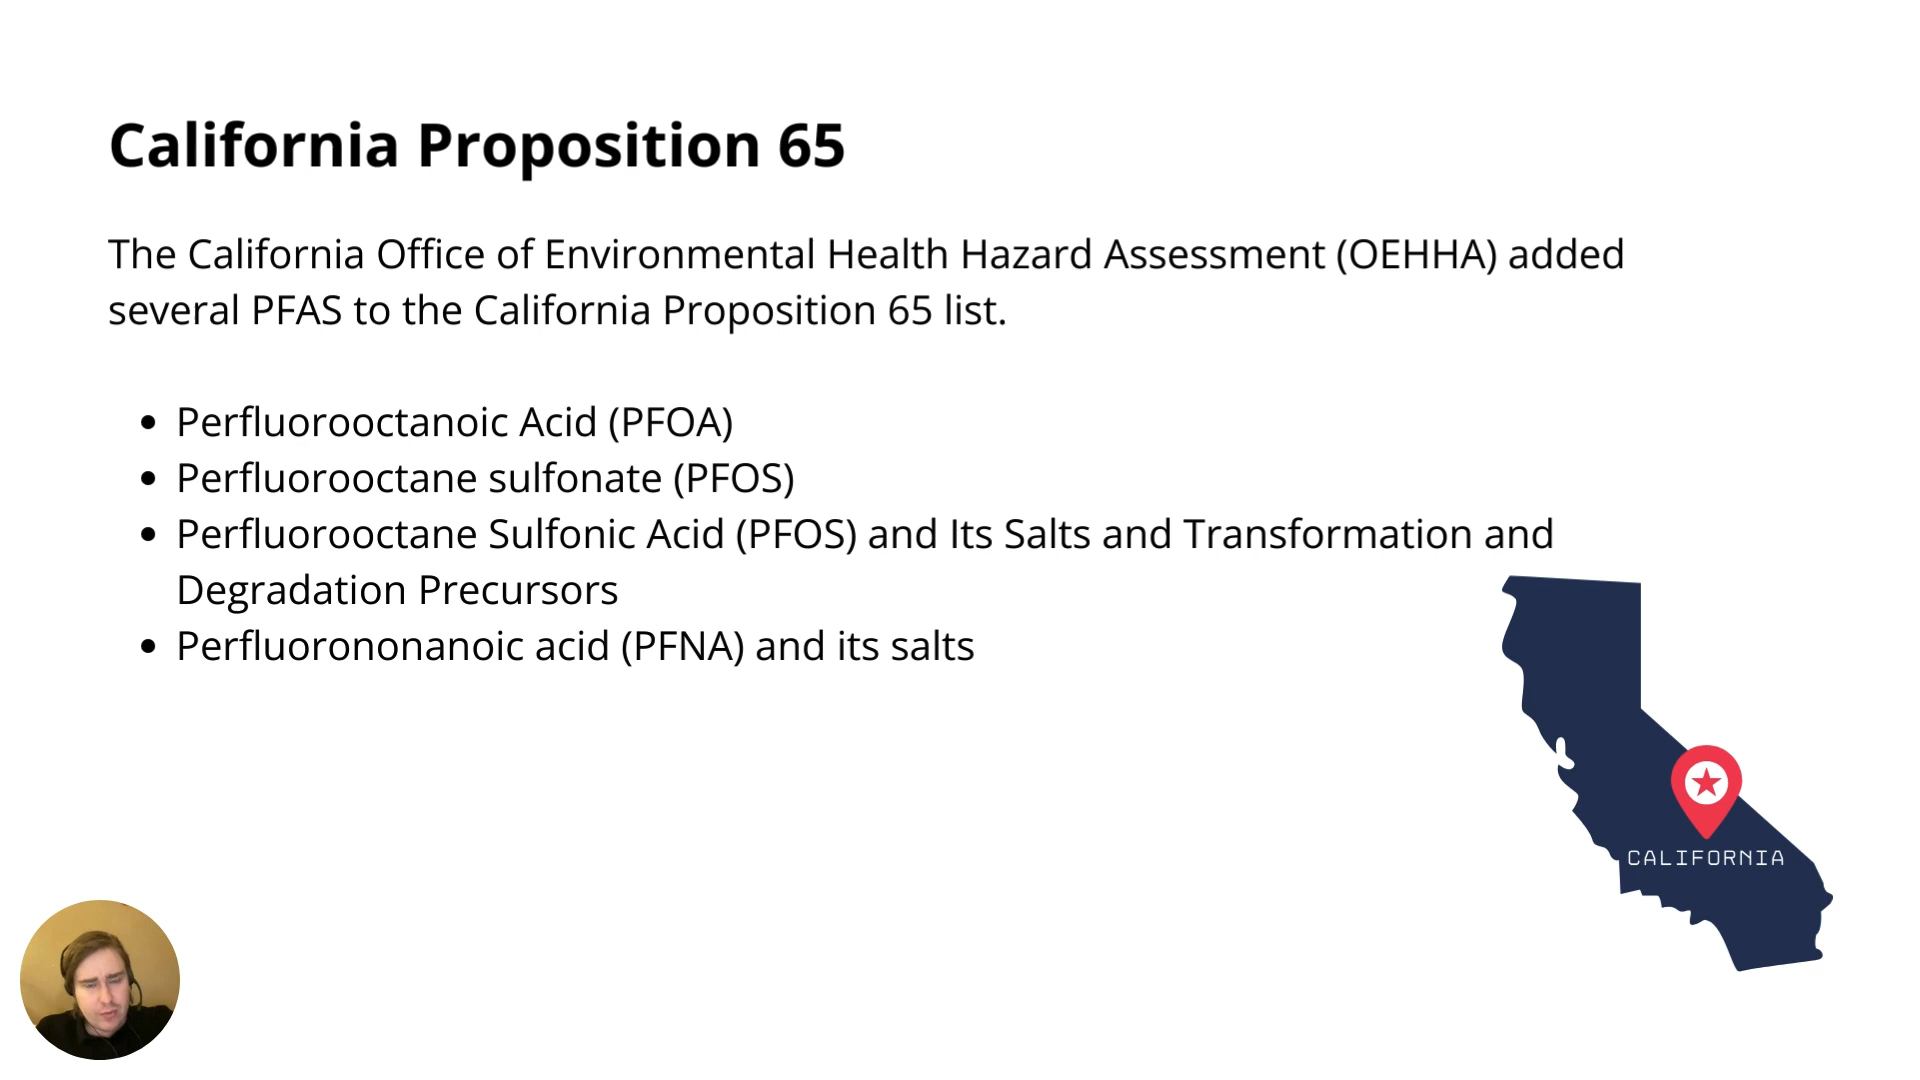 California Proposition 65
The California Office of Environmental Health Hazard Assessment (OEHHA) added
several PFAS to the California Proposition 65 list.
• Perfluorooctanoic Acid (PFOA)
• Perfluorooctane sulfonate (PFOS)
• Perfluorooctane Sulfonic Acid (PFOS) and Its Salts and Transformation and
Degradation Precursors
• Perfluorononanoic acid (PFNA) and its salts
CALIFORNIA